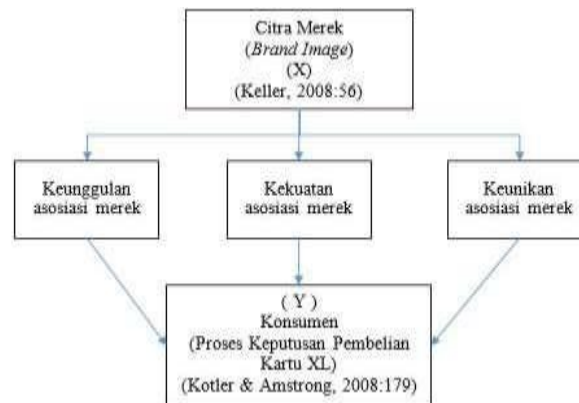 Citra Merek
(Brand Image)
(X)
(Keller, 2008:56)
Keunggulan
asosiasi merek
Kekuatan
asosiasi merek
Keunikan
asosiasi merek
( Y )
Konsumen
(Proses Keputusan Pembelian
Kartu XL)
(Kotler & Amstrong, 2008:179)